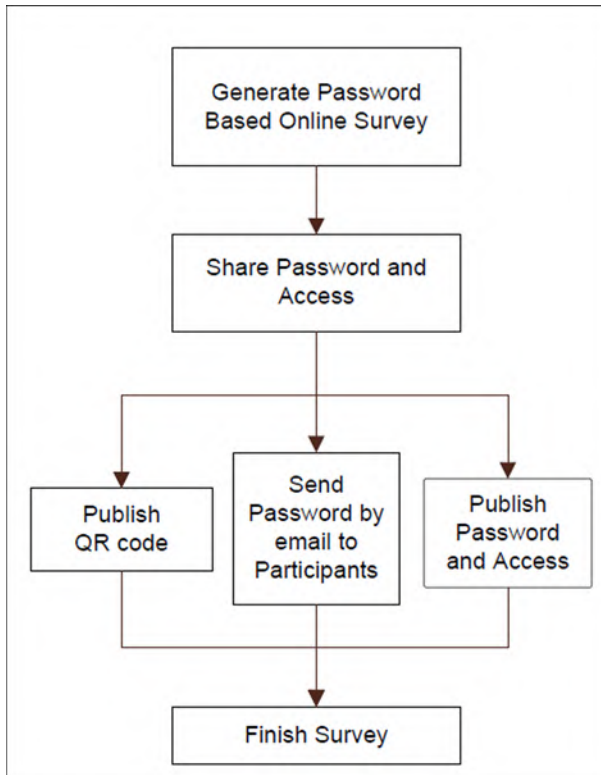 Generate Password
Based Online Survey
Share Password and
Access
Publish
QR code
Send
Password by
email to
Participants
Publish
Password
and Access
Finish Survey